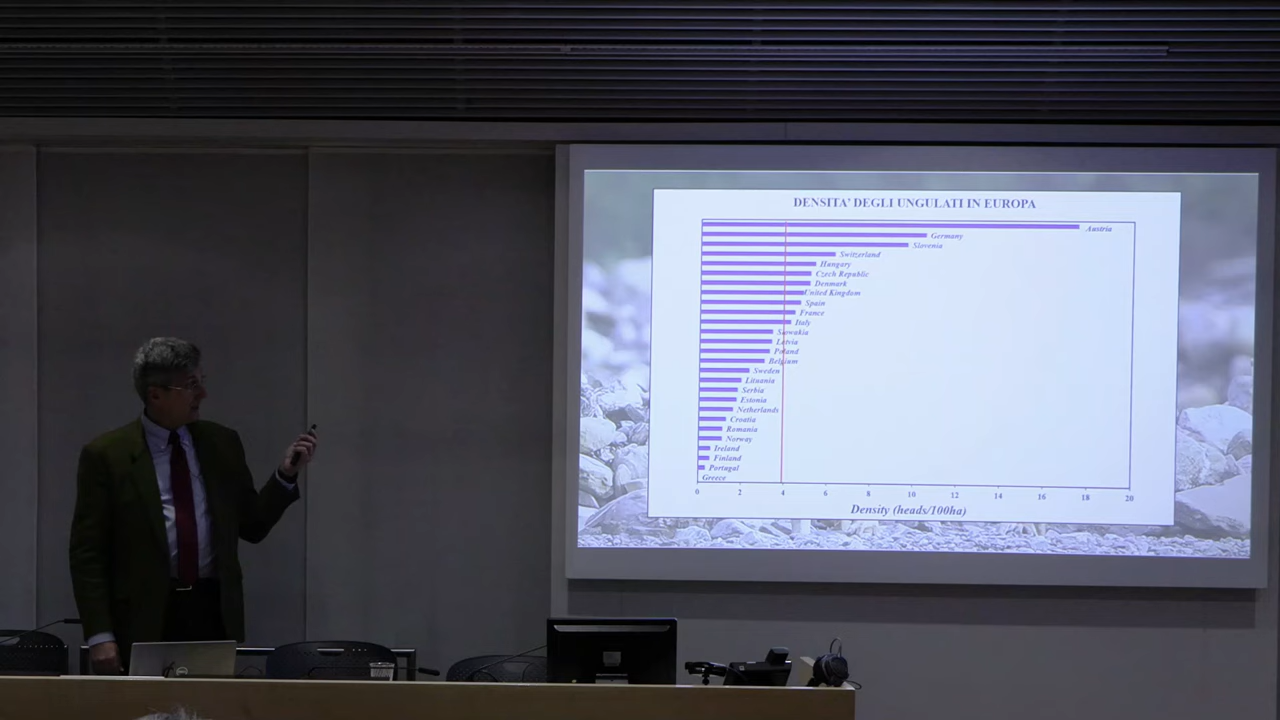 DENSITA' DEGLI UNGULATI IN EUROPA
Austria
Germany
Slovenia
Switzerland
Hungary
Czech Republic
Denmark
United Kingdom
Spain
France
Italy
Slowakia
Latvia
Poland
Belgium
Sweden
Lituania
Serbia
Estonia
Netherlands
Croatia
Romania
Norway
Ireland
Finland
Portugal
Greece
0 2 4 6 8 10 12 14 16 18 20
Density (heads/100ha)